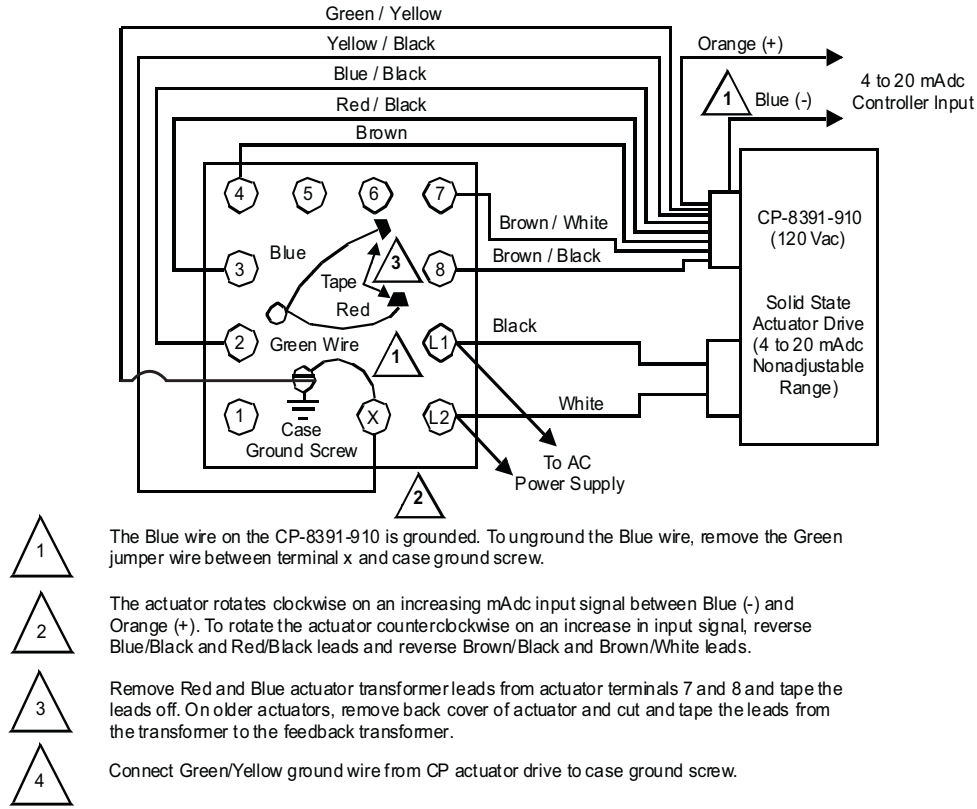 Green / Yellow
Yellow / Black
Blue / Black
Red / Black
Brown
Orange (+)
1
Blue (-)
4 to 20 mAdc
Controller Input
4
5
6
7
Brown / White
CP-8391-910
(120 Vac)
3
Blue
Tape
3
8
Brown / Black
Red
Solid State
Actuator Drive
(4 to 20 mAdc
Nonadjustable
Range)
2
Green Wire
1
L1
Black
1
Case
Ground Screw
X
L2
White
To AC
Power Supply
2
1
The Blue wire on the CP-8391-910 is grounded. To unground the Blue wire, remove the Green
jumper wire between terminal x and case ground screw.
2
The actuator rotates clockwise on an increasing mAdc input signal between Blue (-) and
Orange (+). To rotate the actuator counterclockwise on an increase in input signal, reverse
Blue/Black and Red/Black leads and reverse Brown/Black and Brown/White leads.
3
Remove Red and Blue actuator transformer leads from actuator terminals 7 and 8 and tape the
leads off. On older actuators, remove back cover of actuator and cut and tape the leads from
the transformer to the feedback transformer.
4
Connect Green/Yellow ground wire from CP actuator drive to case ground screw.